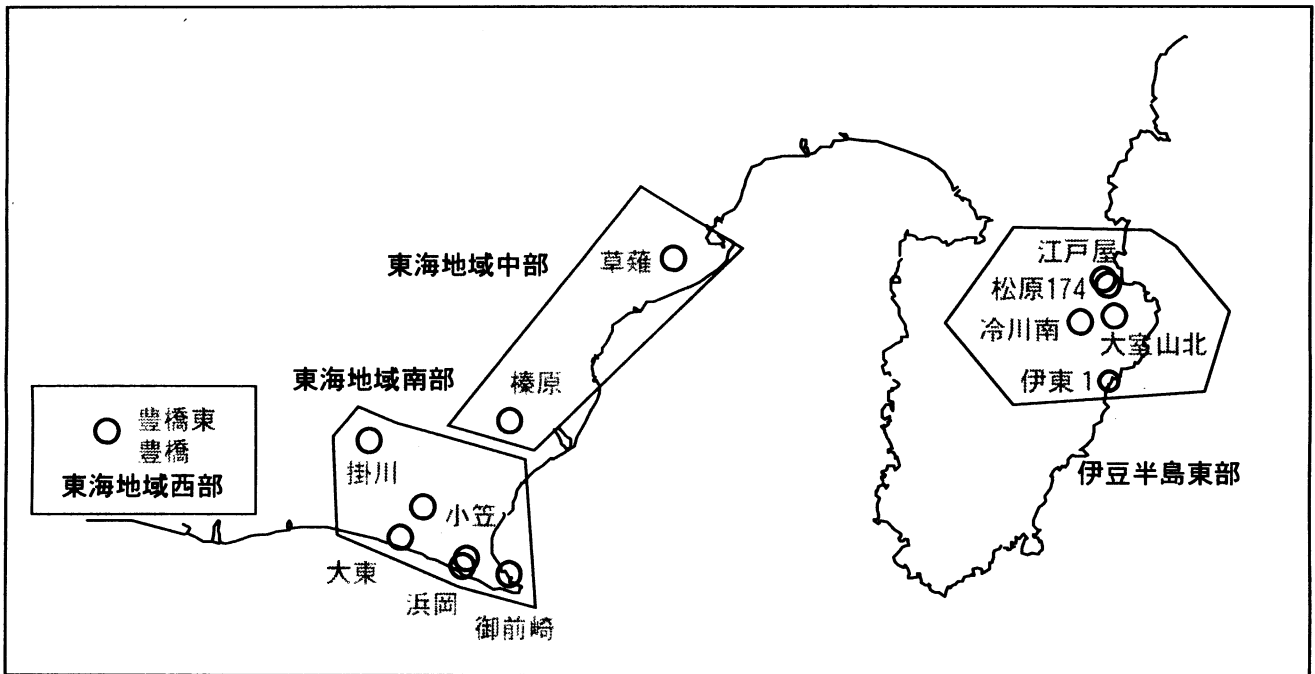 江戸屋
松原174
冷川南
大室山北
伊東1
伊豆半島東部
草薙
東海地域中部
榛原
東海地域南部
掛川
小笠
大東
浜岡
御前崎
豊橋東
豊橋
東海地域西部